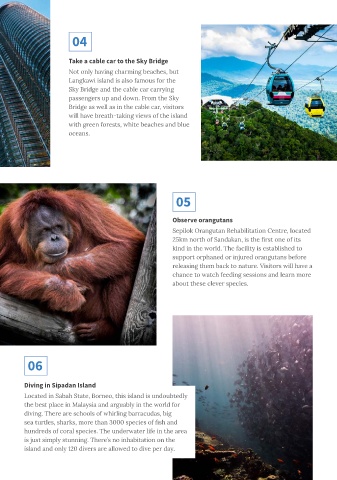 04
Take a cable car to the Sky Bridge
Not only having charming beaches, but
Langkawi island is also famous for the
Sky Bridge and the cable car carrying
passengers up and down. From the Sky
Bridge as well as in the cable car, visitors
will have breath-taking views of the island
with green forests, white beaches and blue
oceans.
05
Observe orangutans
Sepilok Orangutan Rehabilitation Centre, located
25km north of Sandakan, is the first one of its
kind in the world. The facility is established to
support orphaned or injured orangutans before
releasing them back to nature. Visitors will have a
chance to watch feeding sessions and learn more
about these clever species.
06
Diving in Sipadan Island
Located in Sabah State, Borneo, this island is undoubtedly
the best place in Malaysia and arguably in the world for
diving. There are schools of whirling barracudas, big
sea turtles, sharks, more than 3000 species of fish and
hundreds of coral species. The underwater life in the area
is just simply stunning. There's no inhabitation on the
island and only 120 divers are allowed to dive per day.